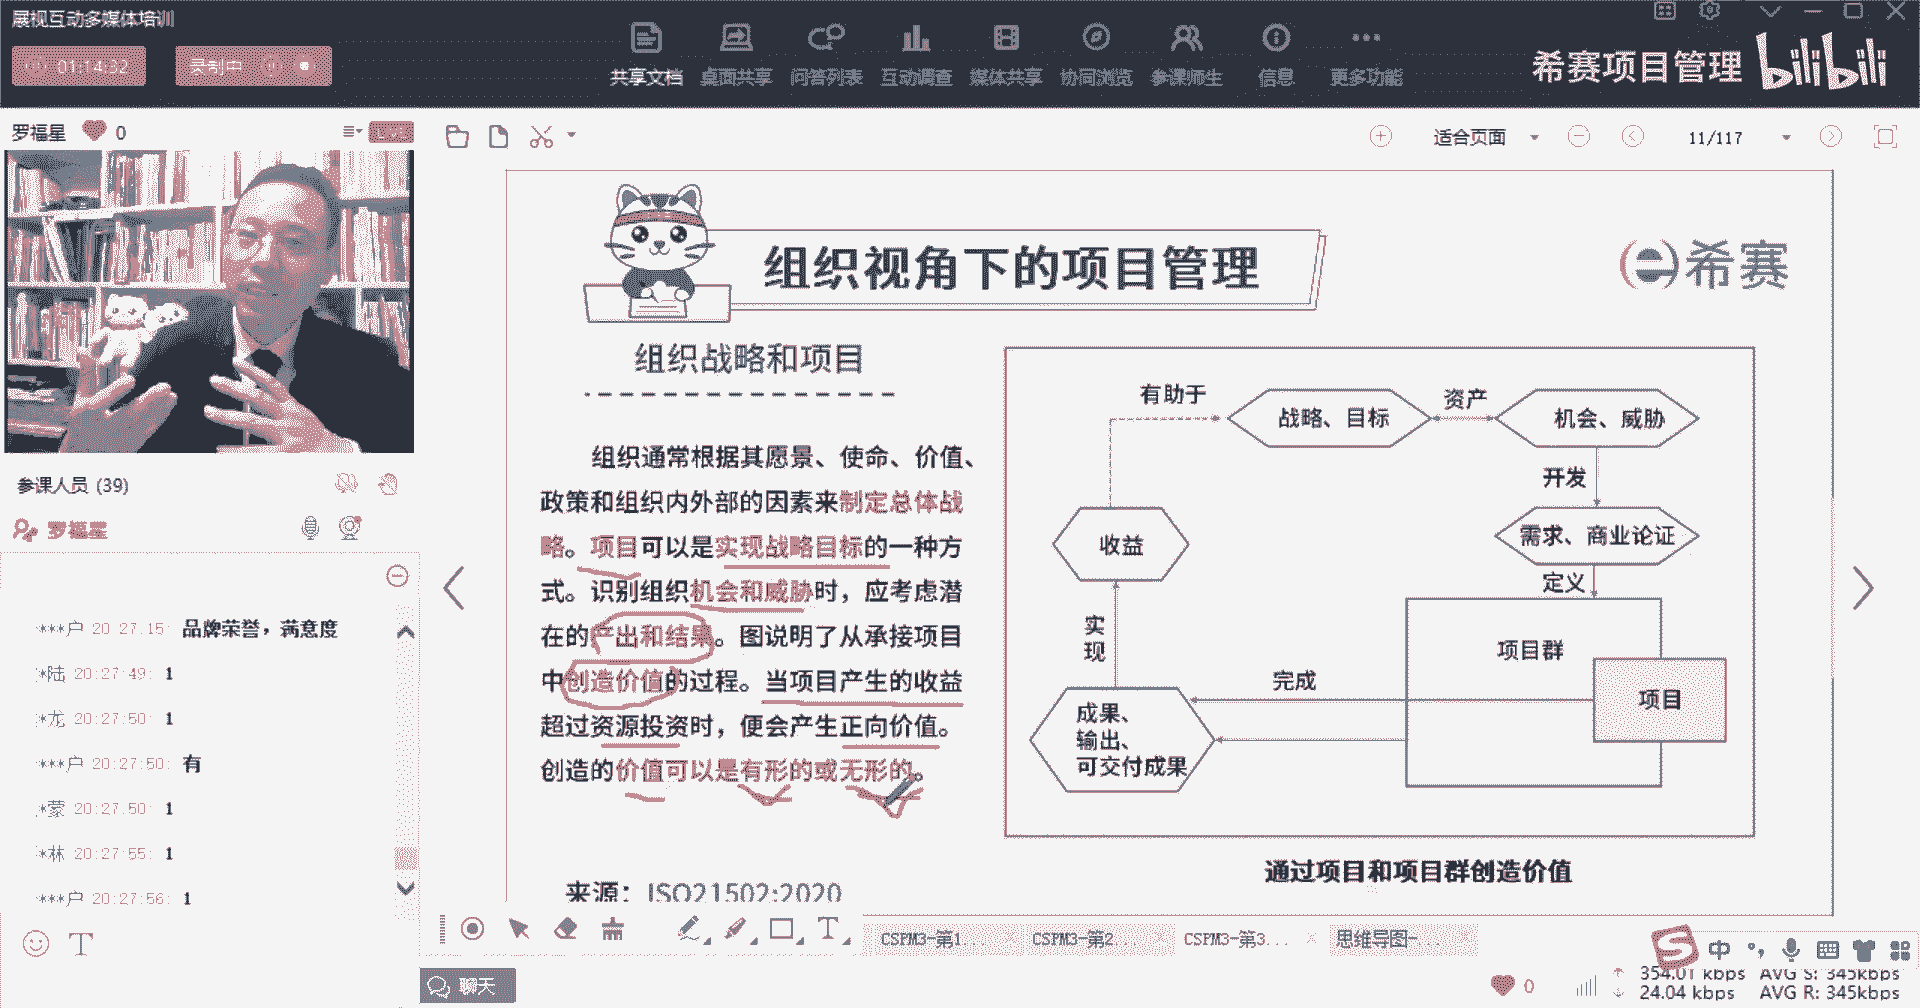 展视互动多媒体培训
01:14:32
录制中
共享文档 桌面共享 问答列表 互动调查 媒体共享 协同浏览 参课师生 信息 更多功能
希赛项目管理 bilibili
罗福星 0
适合页面
11/117
组织视角下的项目管理
希赛
组织战略和项目
组织通常根据其愿景、使命、价值、
政策和组织内外部的因素来制定总体战
略。项目可以是实现战略目标的一种方
式。识别组织机会和威胁时，应考虑潜
在的产出和结果。图说明了从承接项目
中创造价值的过程。当项目产生的收益
超过资源投资时，便会产生正向价值。
创造的价值可以是有形的或无形的。
来源：ISO21502:2020
有助于
战略、目标
资产
机会、威胁
开发
需求、商业论证
定义
收益
实
现
项目群
项目
完成
成果、
输出、
可交付成果
通过项目和项目群创造价值
参课人员 (39)
罗福星
***户 20:27:15: 品牌荣誉，满意度
*陆 20:27:49: 1
*龙 20:27:50: 1
***户 20:27:50: 有
*蒙 20:27:50: 1
*林 20:27:55: 1
***户 20:27:56: 1
T
T
CSPM3-第1...
CSPM3-第2...
CSPM3-第3...
思维导图-...
聊天
S 中
0
354.01 kbps AVG S: 345kbps
24.04 kbps AVG R: 345kbps